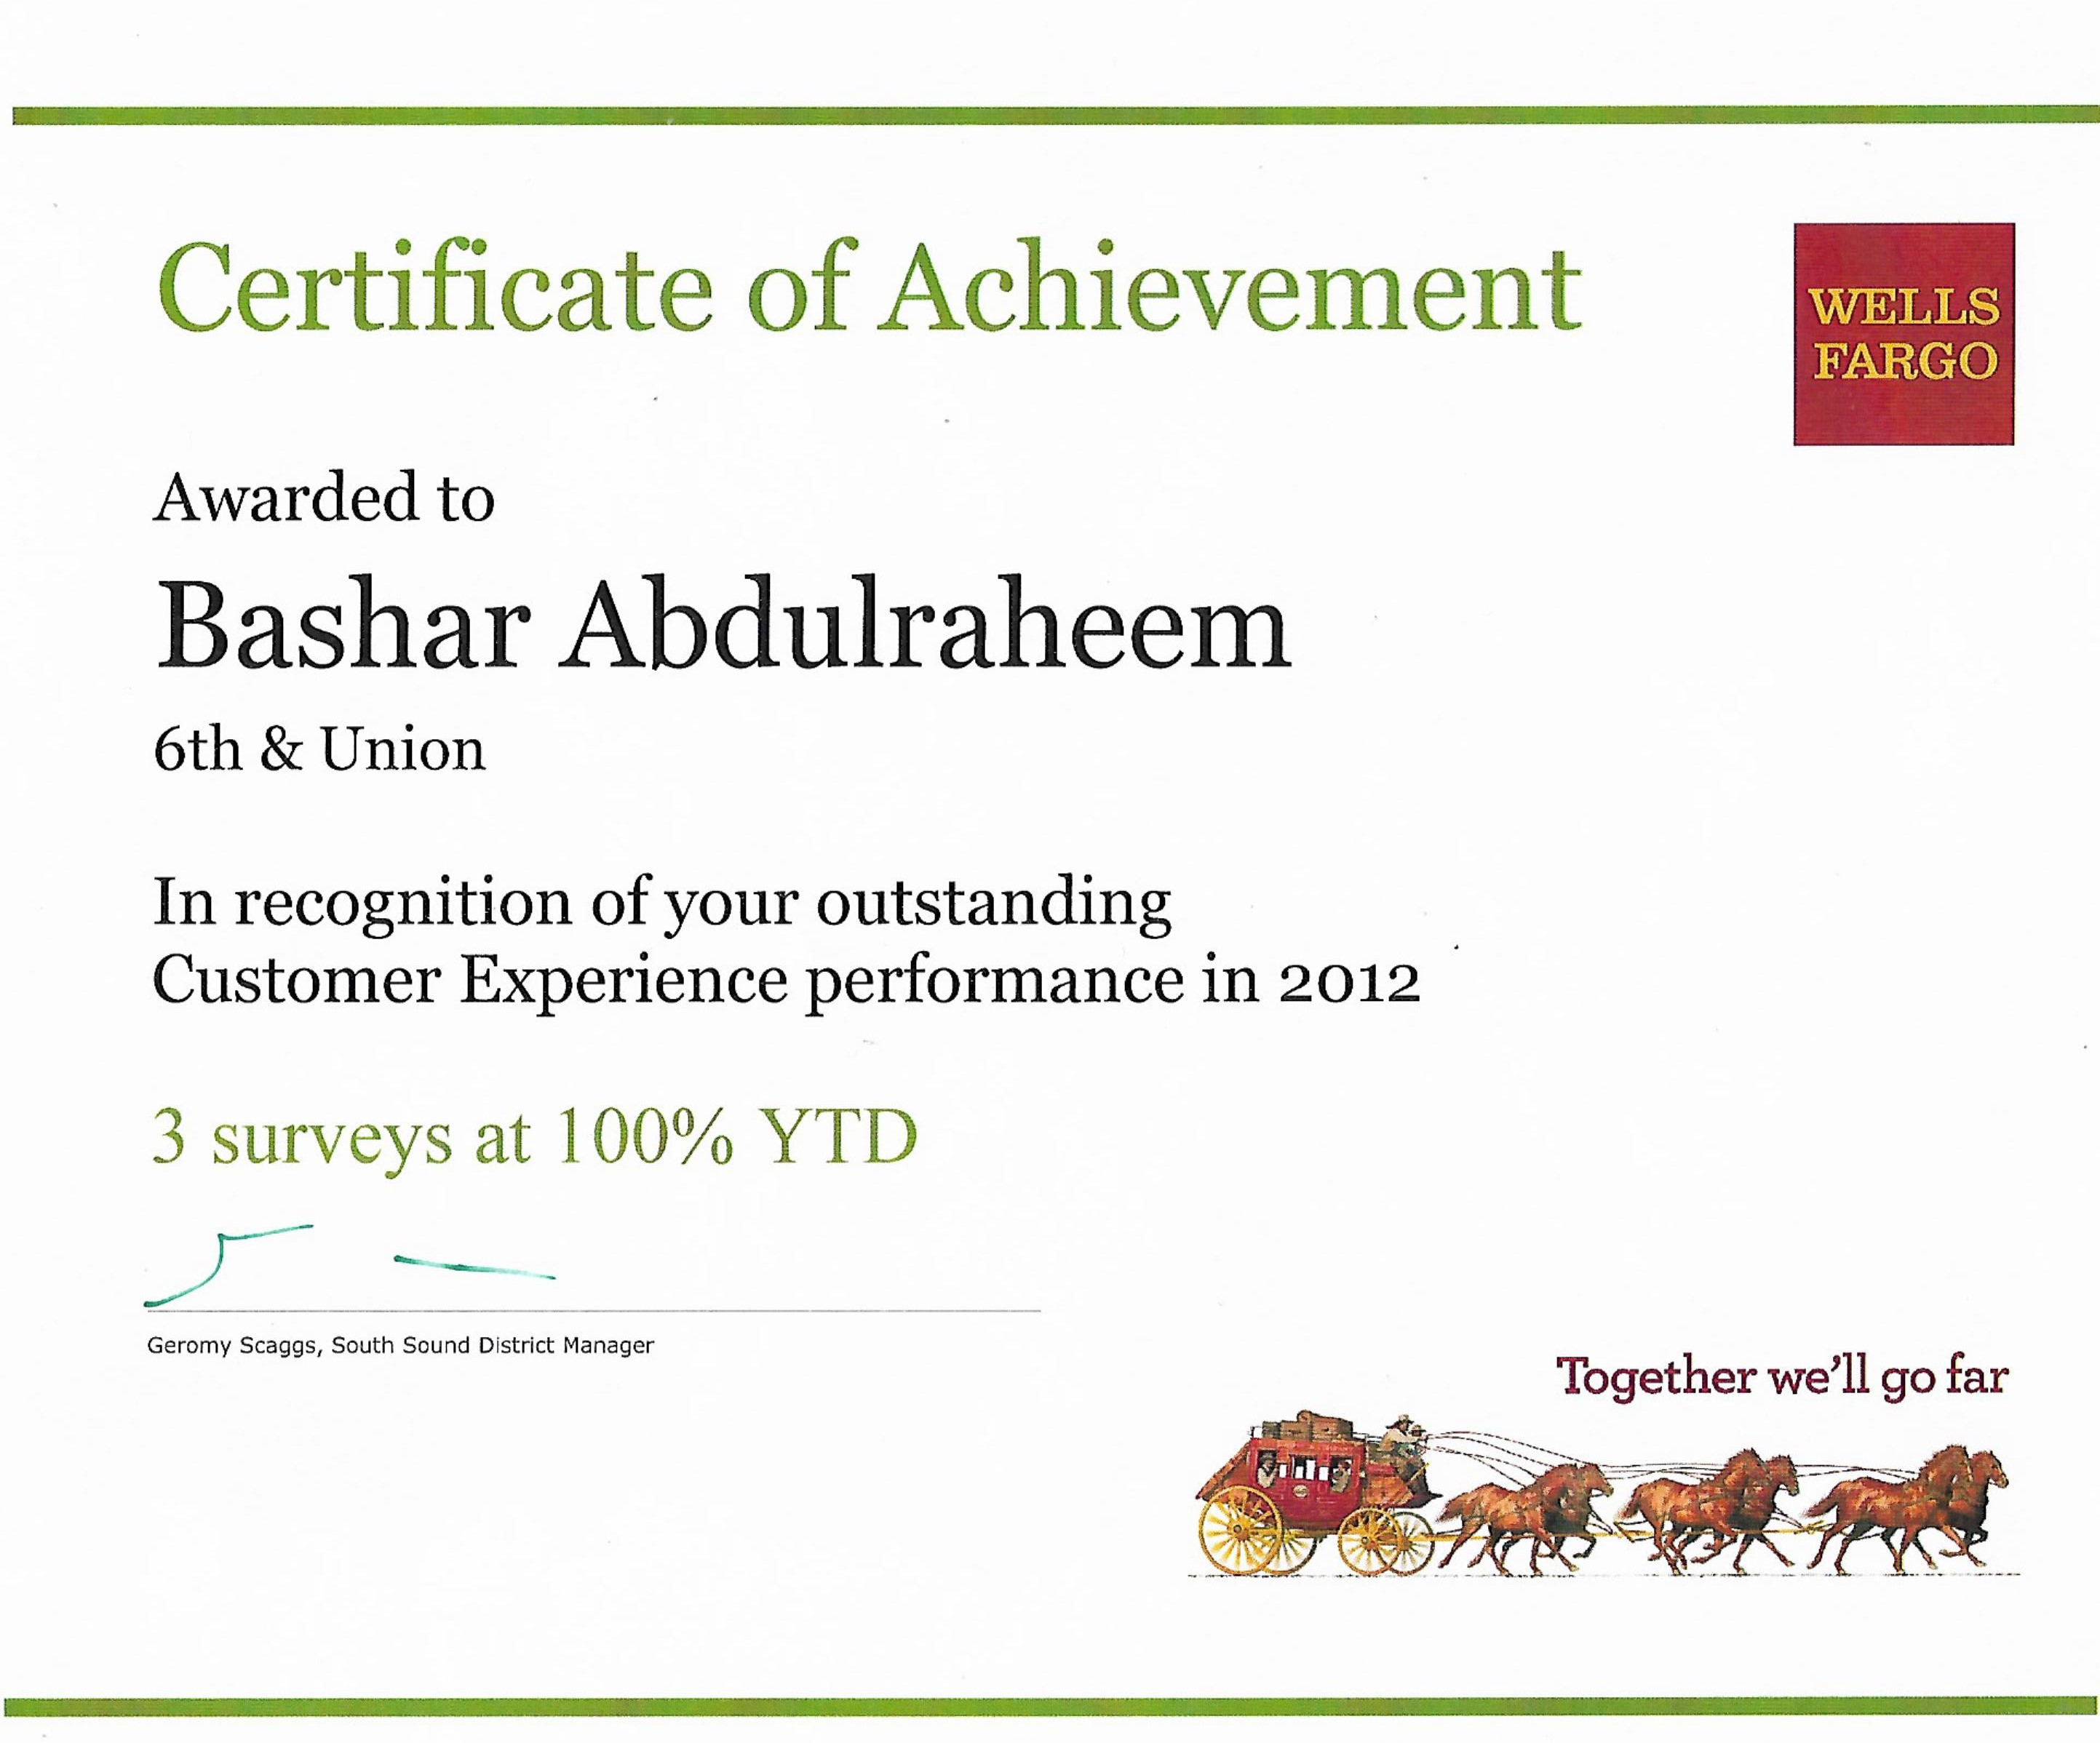 Certificate of Achievement
WELLS
FARGO
Awarded to
Bashar Abdulraheem
6th & Union
In recognition of your outstanding
Customer Experience performance in 2012
3 surveys at 100% YTD
Geromy Scaggs, South Sound District Manager
Together we'll go far